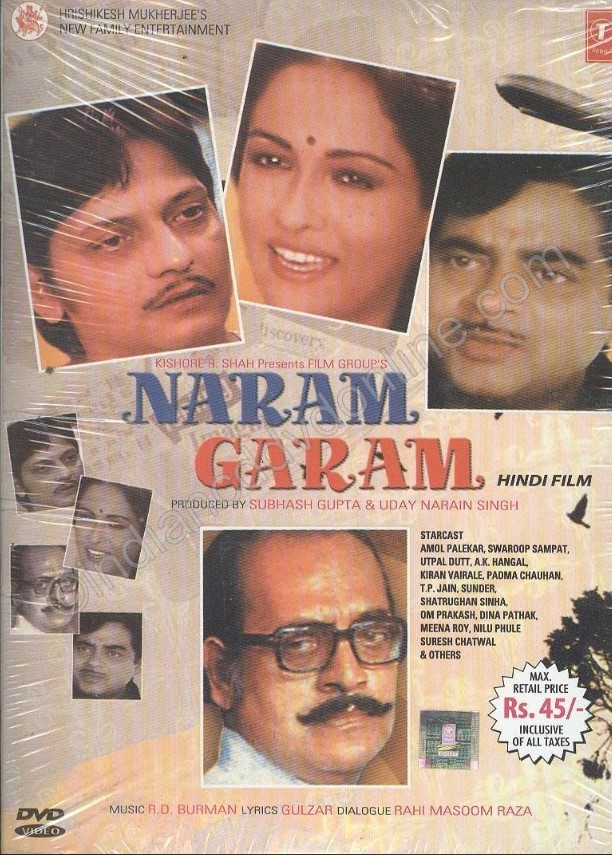 HRISHIKESH MUKHERJEE'S
NEW FAMILY ENTERTAINMENT
T
SERIES
discovery
KISHORE R. SHAH Presents FILM GROUP'S
NARAM
GARAM
HINDI FILM
PRODUCED BY SUBHASH GUPTA & UDAY NARAIN SINGH
STARCAST
AMOL PALEKAR, SWAROOP SAMPAT,
UTPAL DUTT, A.K. HANGAL,
KIRAN VAIRALE, PADMA CHAUHAN,
T.P. JAIN, SUNDER,
SHATRUGHAN SINHA,
OM PRAKASH, DINA PATHAK,
MEENA ROY, NILU PHULE
SURESH CHATWAL
& OTHERS
MAX.
RETAIL PRICE
Rs. 45/-
INCLUSIVE
OF ALL TAXES
DVD
VIDEO
MUSIC R.D. BURMAN LYRICS GULZAR DIALOGUE RAHI MASOOM RAZA